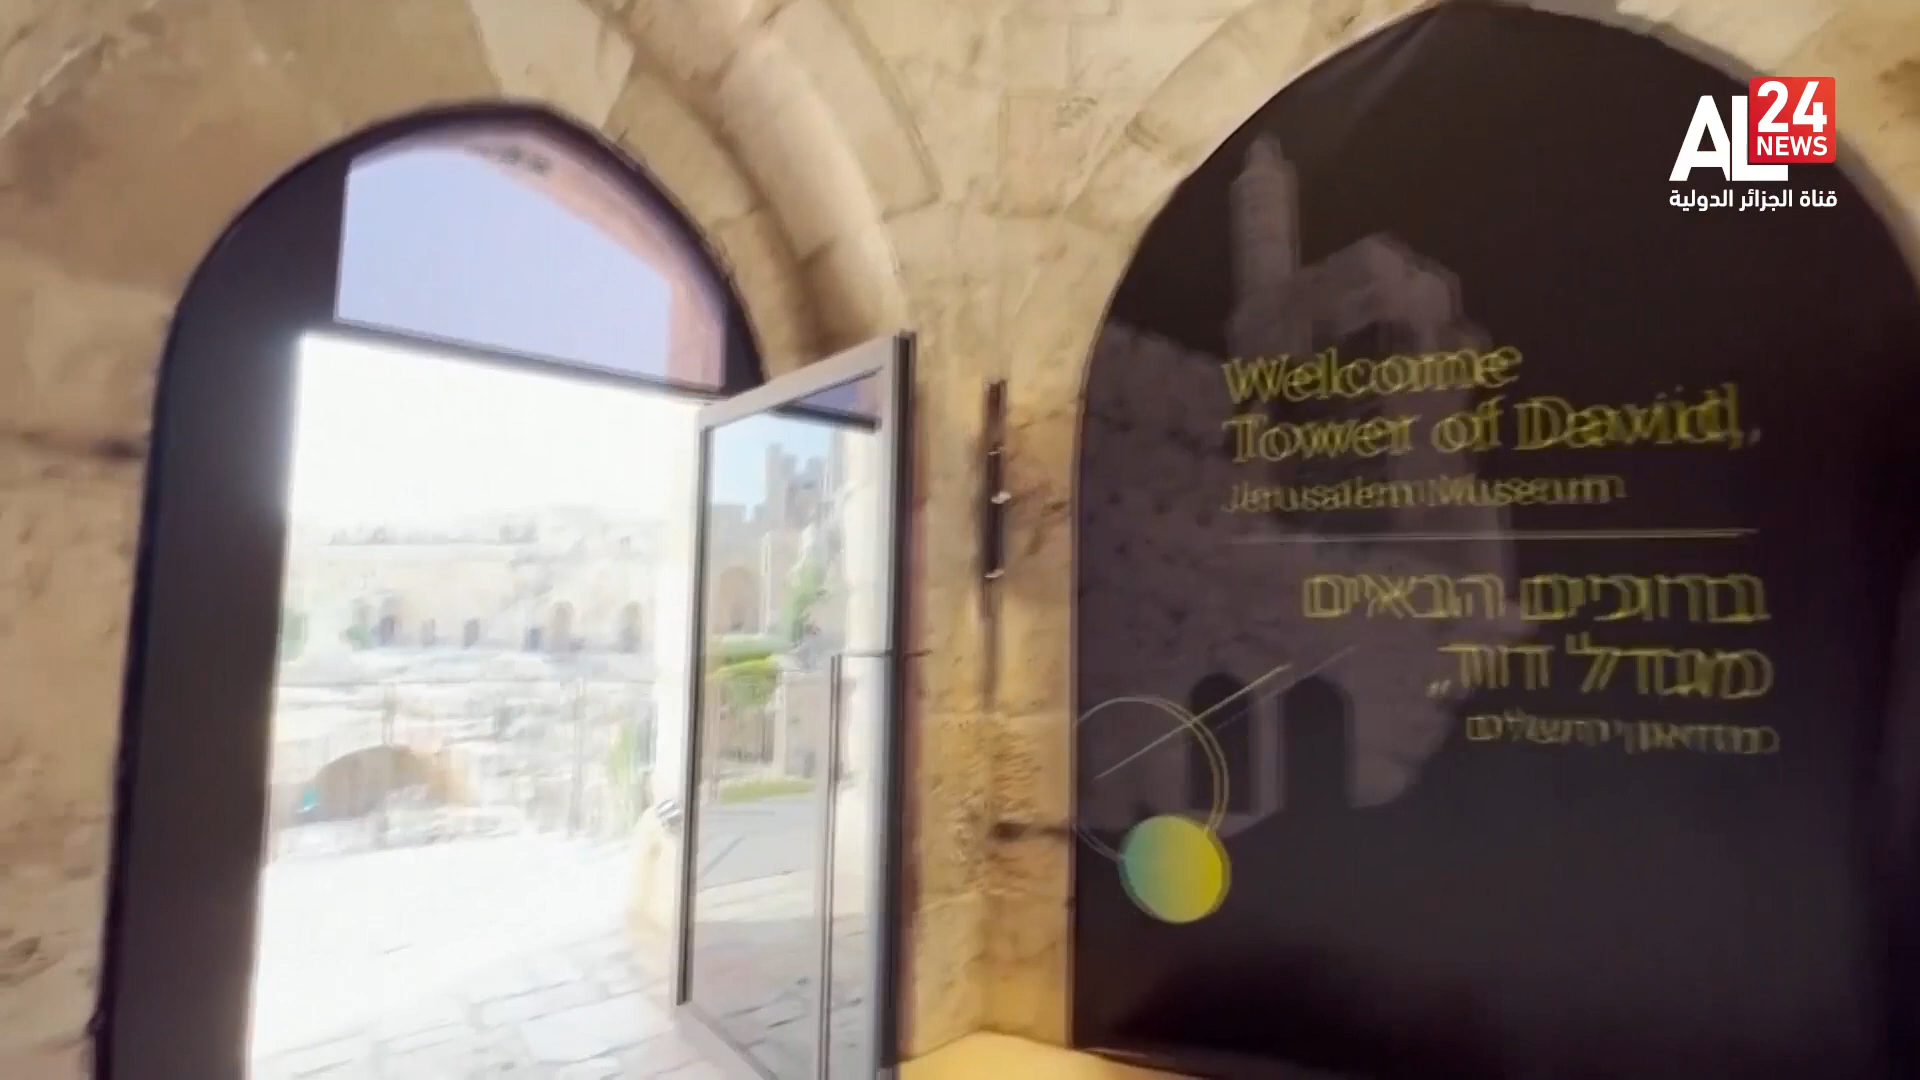 AL
24
NEWS
قناة الجزائر الدولية
Welcome
Tower of David,
Jerusalem Museum
ברוכים הבאים
מגדל דוד,
מוזיאון ירושלים